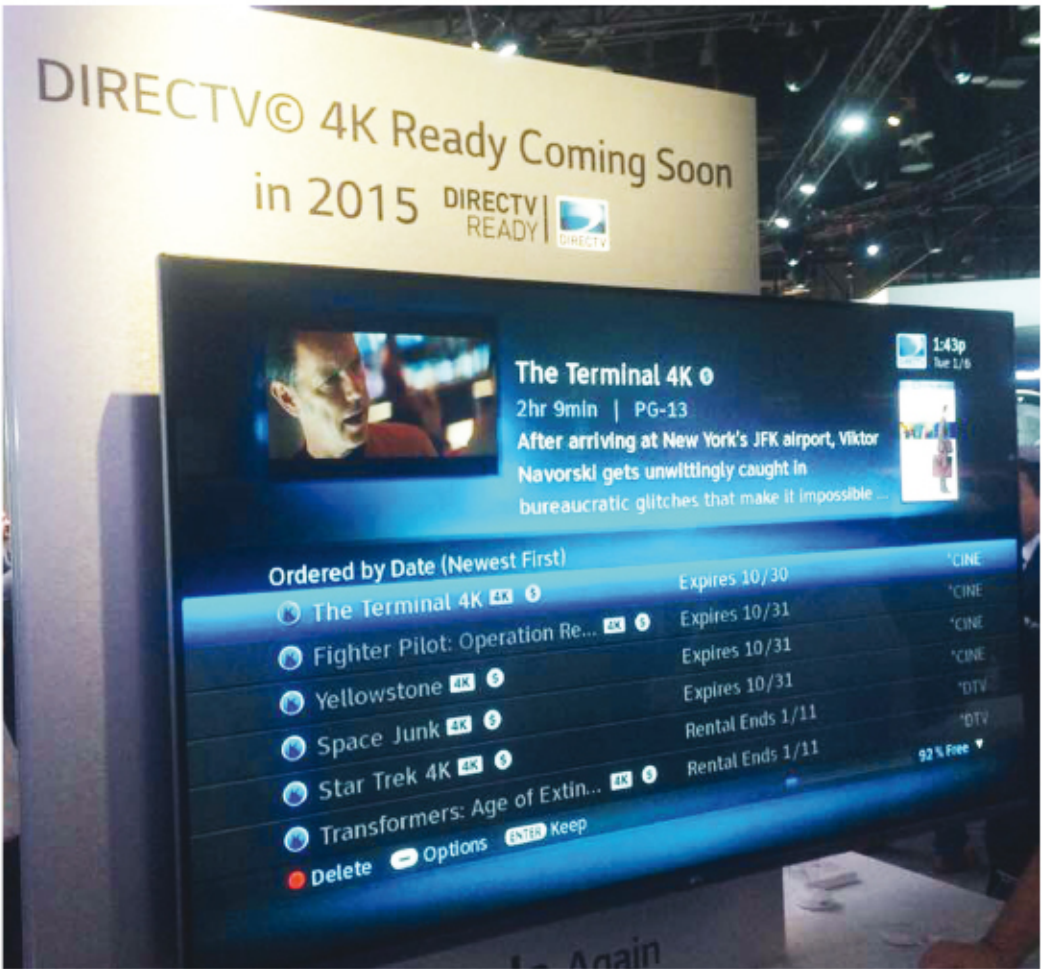 DIRECTV© 4K Ready Coming Soon
in 2015 DIRECTV READY DIRECTV
The Terminal 4K $
1:43p
Tue 1/6
2hr 9min | PG-13
After arriving at New York's JFK airport, Viktor
Navorski gets unwittingly caught in
bureaucratic glitches that make it impossible ...
Ordered by Date (Newest First)
The Terminal 4K 4K $ Expires 10/30 *CINE
Fighter Pilot: Operation Re... 4K $ Expires 10/31 *CINE
Yellowstone 4K $ Expires 10/31 *CINE
Space Junk 4K $ Expires 10/31 *CINE
Star Trek 4K 4K $ Rental Ends 1/11 *DTV
Transformers: Age of Extin... 4K $ Rental Ends 1/11 *DTV
92% Free
Delete Options ENTER Keep
Again